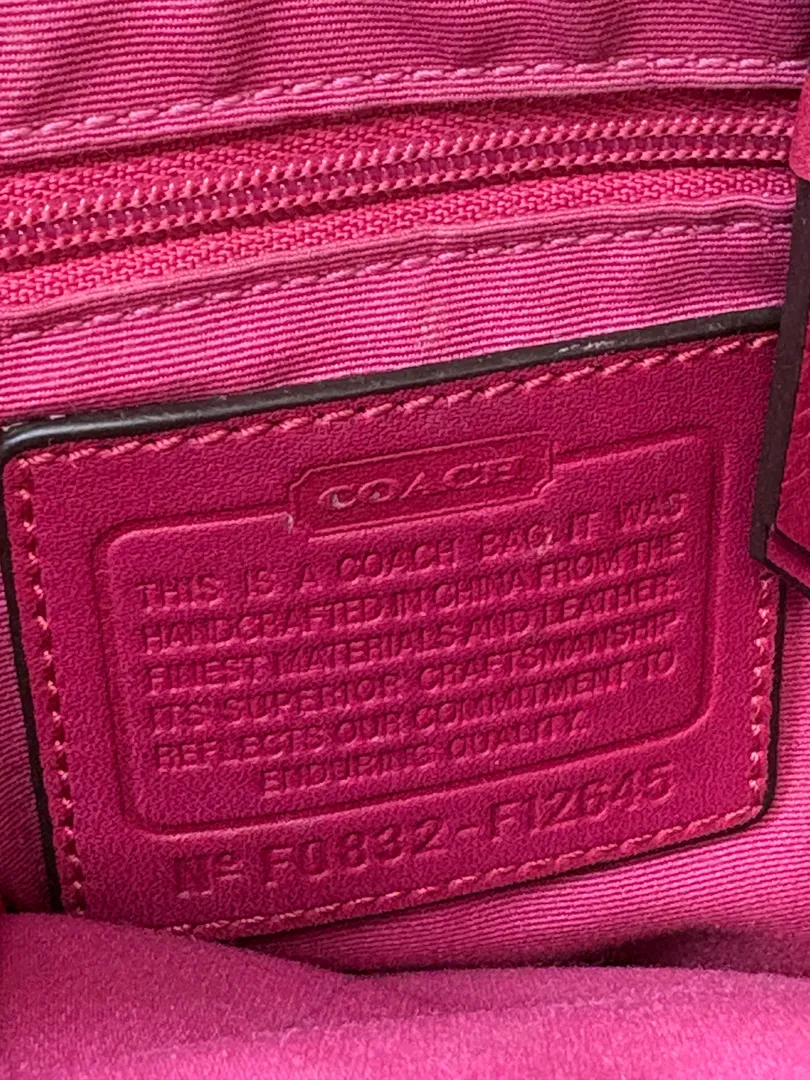 COACH
THIS IS A COACH BAG. IT WAS
HANDCRAFTED IN CHINA FROM THE
FINEST MATERIALS AND LEATHER.
ITS SUPERIOR CRAFTSMANSHIP
REFLECTS OUR COMMITMENT TO
ENDURING QUALITY.
Nº F0832-F12645